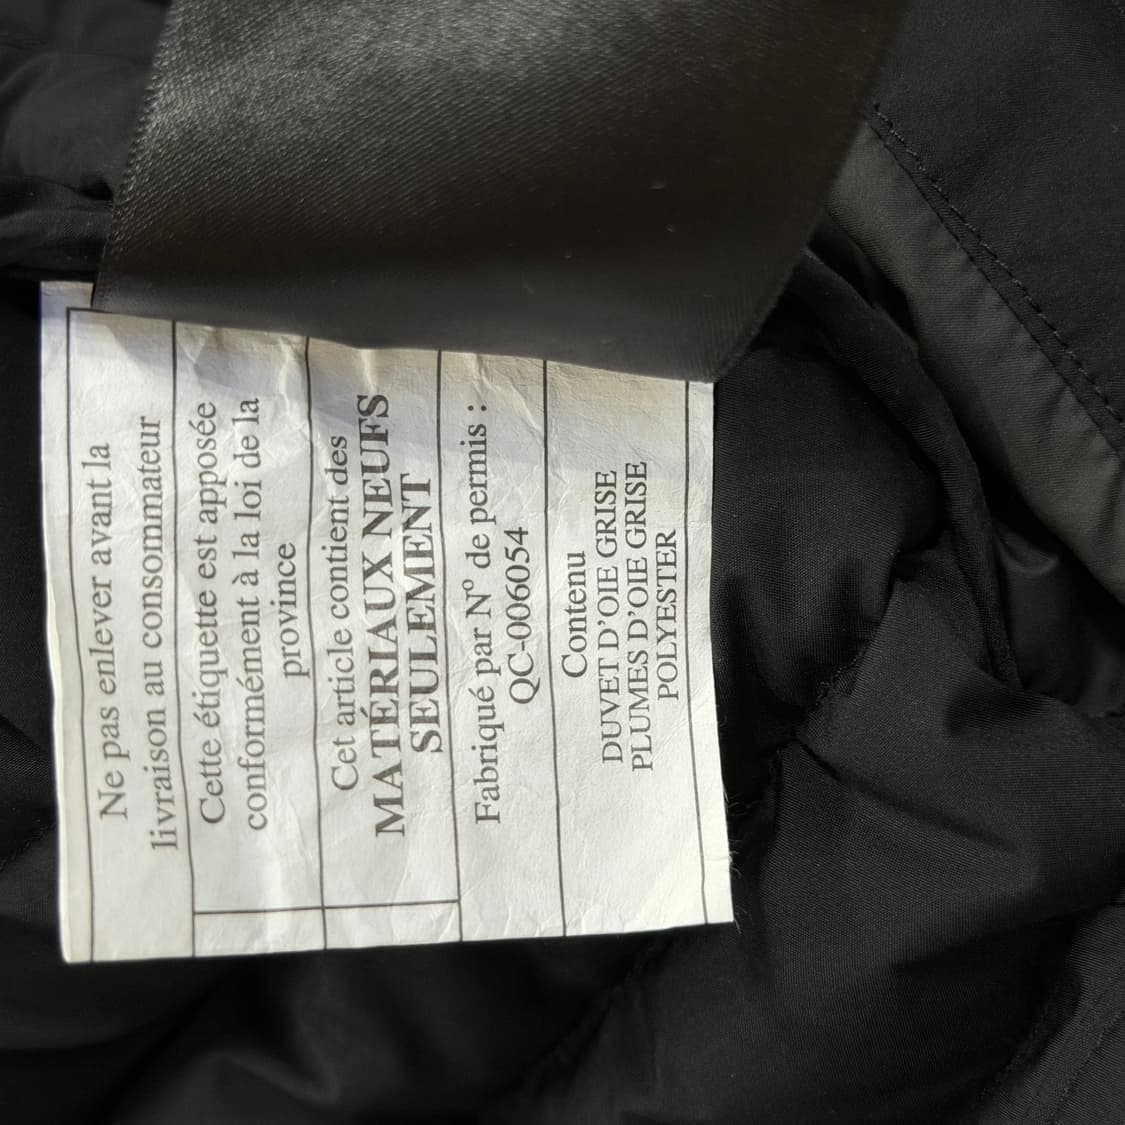 Ne pas enlever avant la
livraison au consommateur
Cette étiquette est apposée
conformément à la loi de la
province
Cet article contient des
MATÉRIAUX NEUFS
SEULEMENT
Fabriqué par Nº de permis :
QC-006054
Contenu
DUVET D'OIE GRISE
PLUMES D'OIE GRISE
POLYESTER